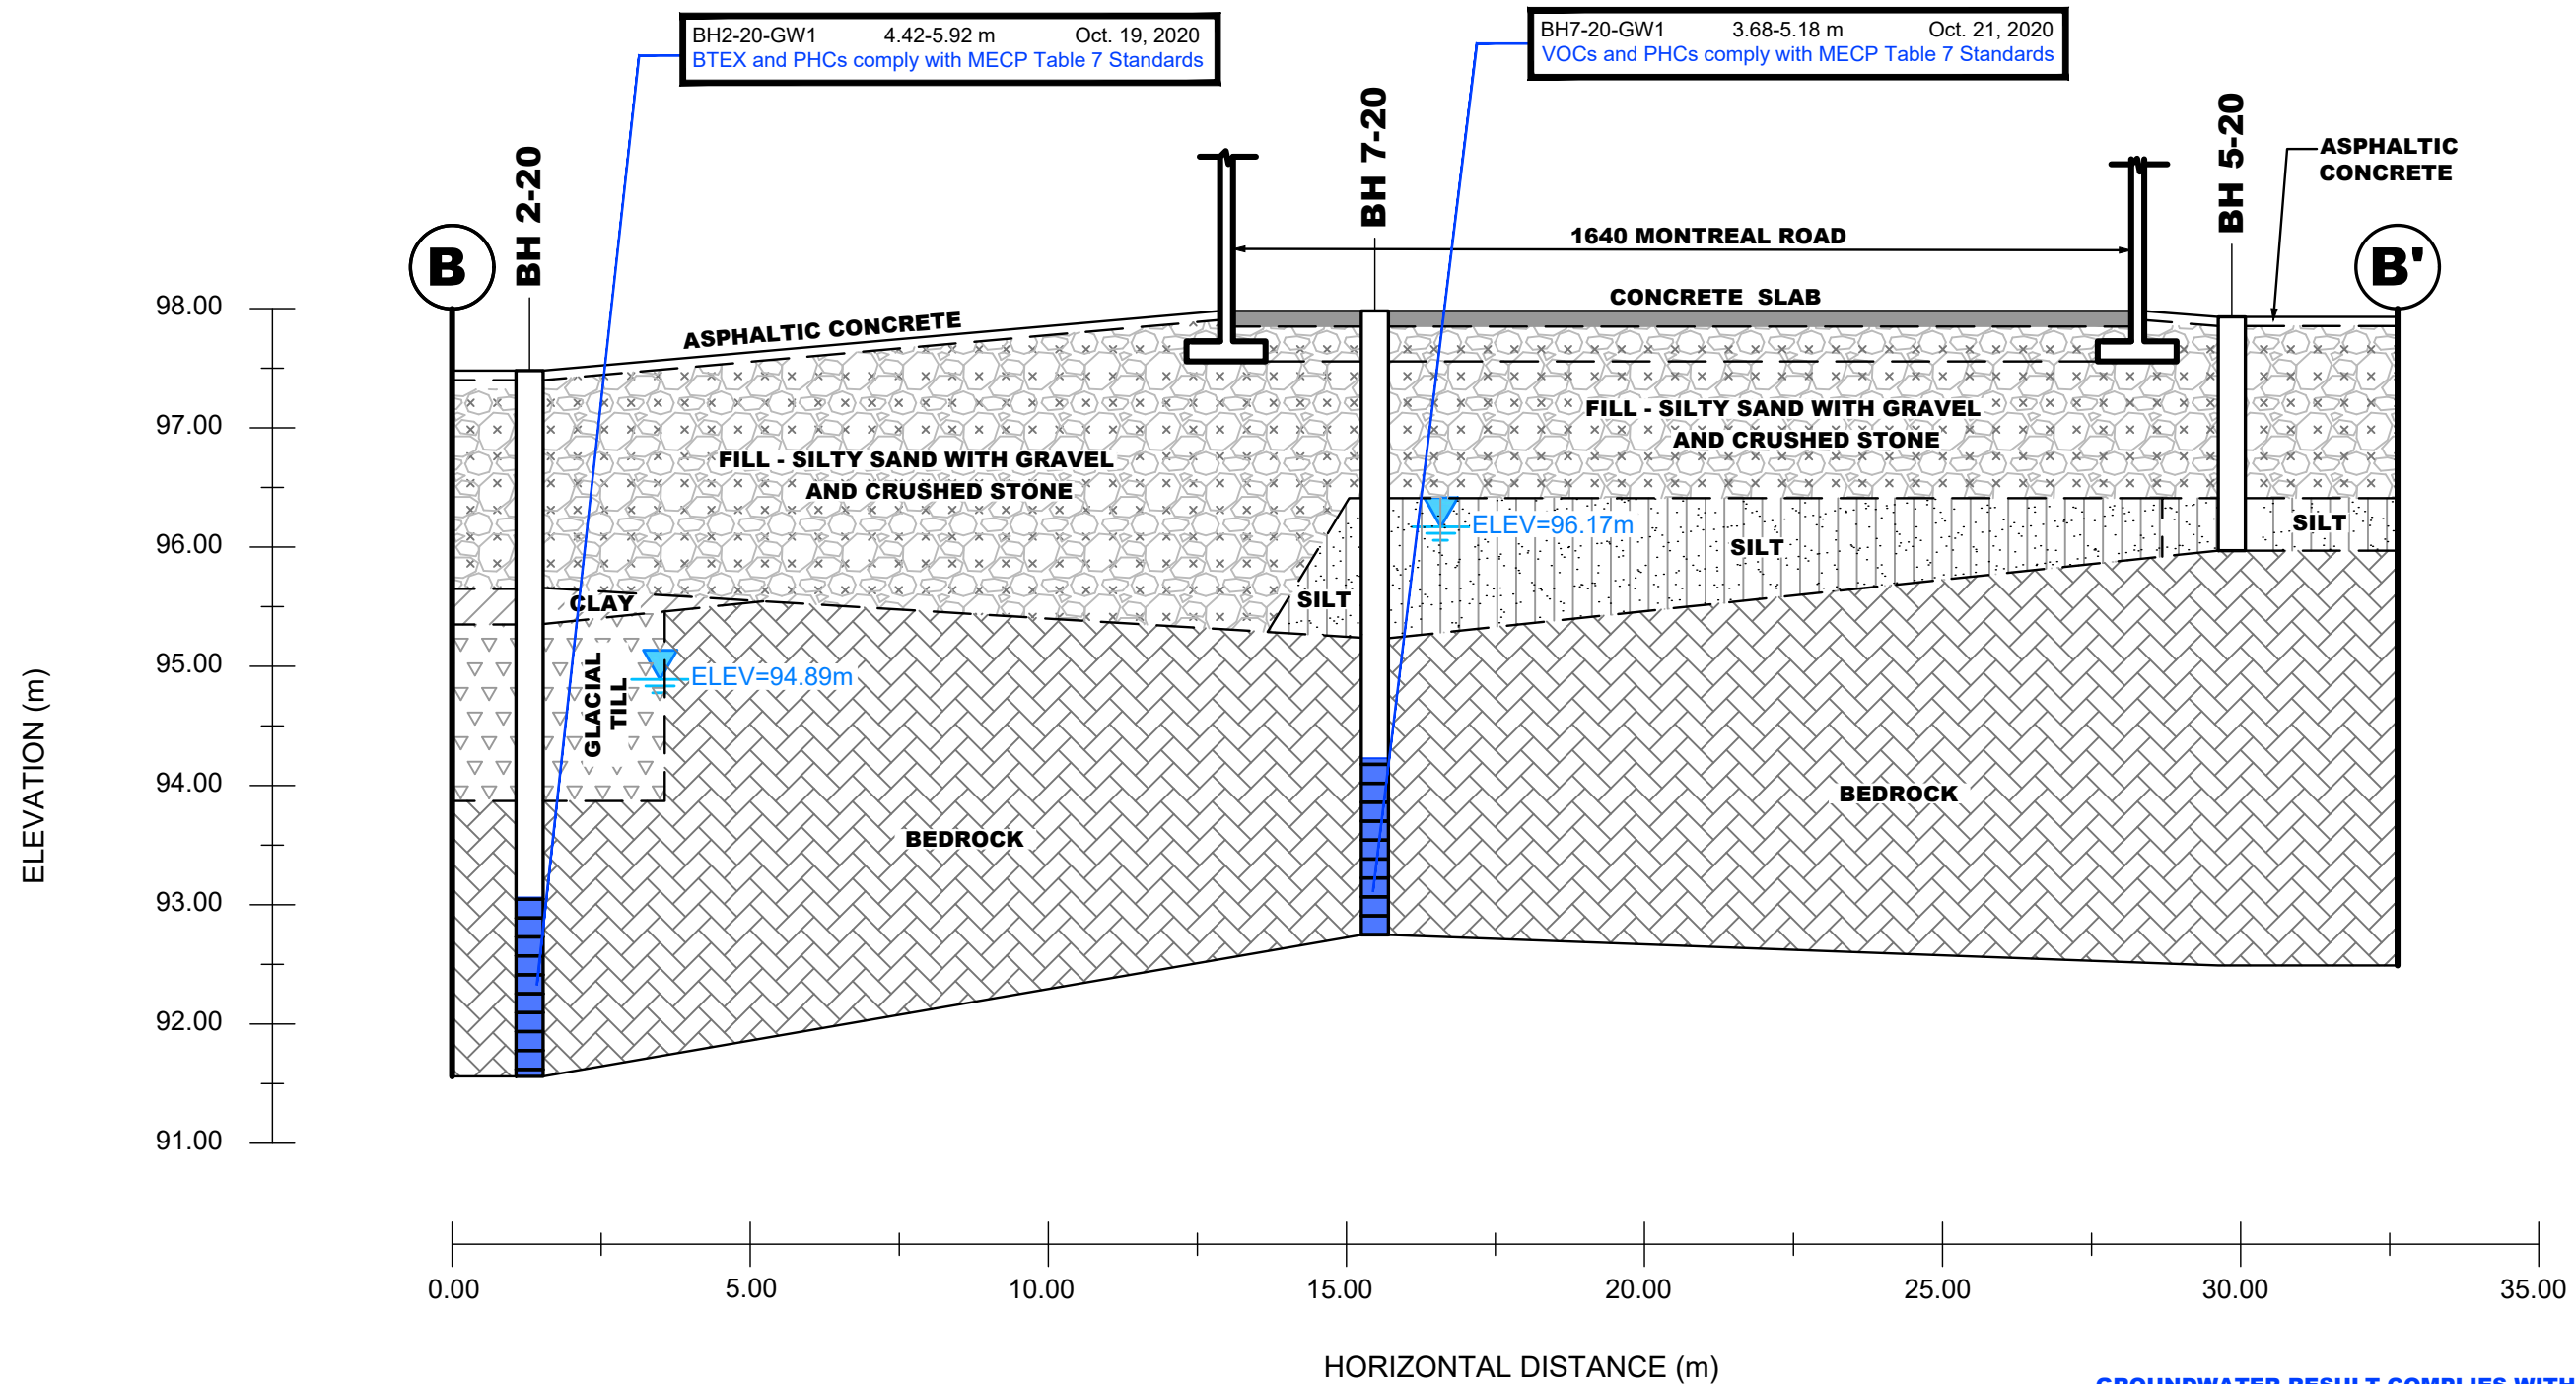 BH2-20-GW1 4.42-5.92 m Oct. 19, 2020
BTEX and PHCs comply with MECP Table 7 Standards
BH7-20-GW1 3.68-5.18 m Oct. 21, 2020
VOCs and PHCs comply with MECP Table 7 Standards
B
BH 2-20
BH 7-20
BH 5-20
B'
ASPHALTIC
CONCRETE
1640 MONTREAL ROAD
CONCRETE SLAB
ASPHALTIC CONCRETE
FILL - SILTY SAND WITH GRAVEL
AND CRUSHED STONE
FILL - SILTY SAND WITH GRAVEL
AND CRUSHED STONE
ELEV=96.17m
SILT
SILT
SILT
CLAY
GLACIAL
TILL
ELEV=94.89m
BEDROCK
BEDROCK
ELEVATION (m)
98.00
97.00
96.00
95.00
94.00
93.00
92.00
91.00
0.00 5.00 10.00 15.00 20.00 25.00 30.00 35.00
HORIZONTAL DISTANCE (m)
GROUNDWATER RESULT COMPLIES WITH